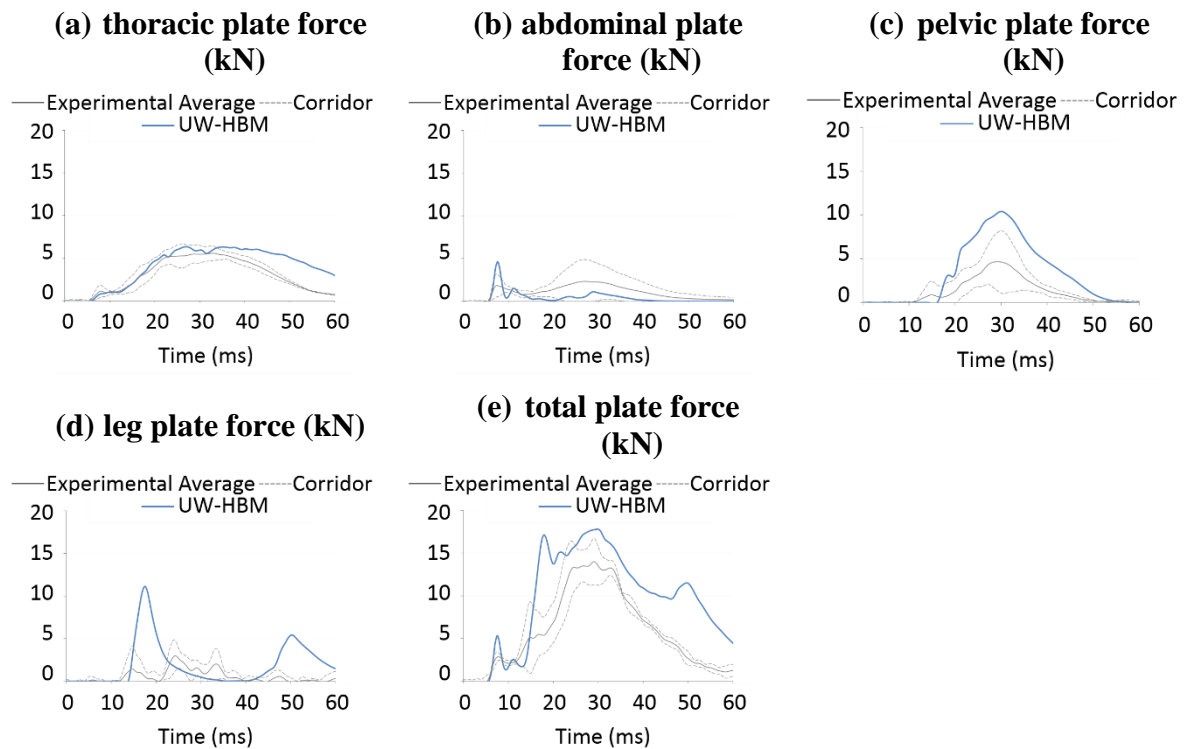 (a) thoracic plate force
(kN)
Experimental Average Corridor
UW-HBM
20
15
10
5
0
0 10 20 30 40 50 60
Time (ms)
(b) abdominal plate
force (kN)
Experimental Average Corridor
UW-HBM
20
15
10
5
0
0 10 20 30 40 50 60
Time (ms)
(c) pelvic plate force
(kN)
Experimental Average Corridor
UW-HBM
20
15
10
5
0
0 10 20 30 40 50 60
Time (ms)
(d) leg plate force (kN)
Experimental Average Corridor
UW-HBM
20
15
10
5
0
0 10 20 30 40 50 60
Time (ms)
(e) total plate force
(kN)
Experimental Average Corridor
UW-HBM
20
15
10
5
0
0 10 20 30 40 50 60
Time (ms)